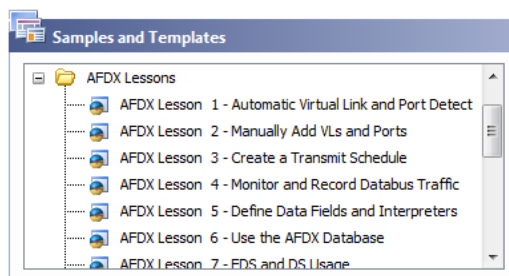 Samples and Templates
AFDX Lessons
AFDX Lesson 1 - Automatic Virtual Link and Port Detect
AFDX Lesson 2 - Manually Add VLs and Ports
AFDX Lesson 3 - Create a Transmit Schedule
AFDX Lesson 4 - Monitor and Record Databus Traffic
AFDX Lesson 5 - Define Data Fields and Interpreters
AFDX Lesson 6 - Use the AFDX Database
AFDX Lesson 7 - EDS and DS Usage